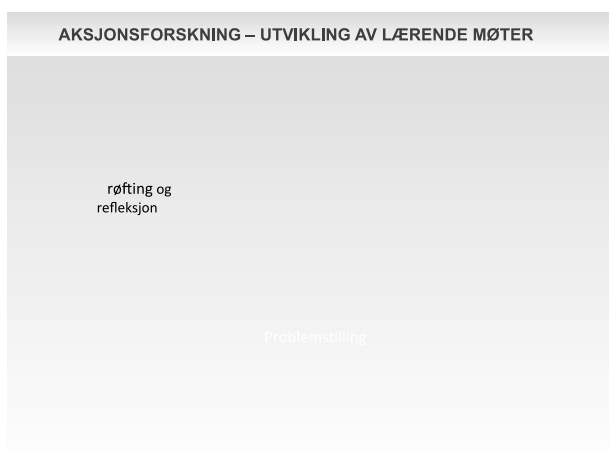 AKSJONSFORSKNING – UTVIKLING AV LÆRENDE MØTER
røfting og
refleksjon
Problemstilling